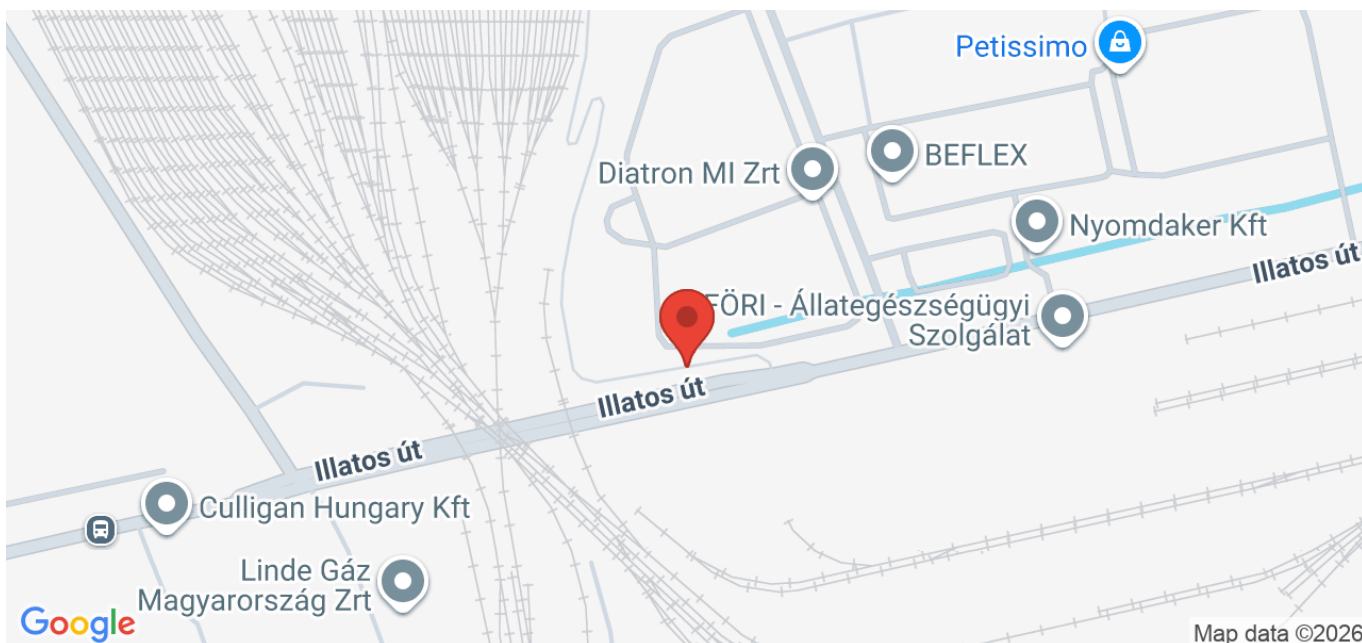 Petissimo
BEFLEX
Diatron MI Zrt
Nyomdaker Kft
Illatos út
FÖRI - Állategészségügyi
Szolgálat
Illatos út
Illatos út
Culligan Hungary Kft
Linde Gáz
Magyarország Zrt
Google
Map data ©2026